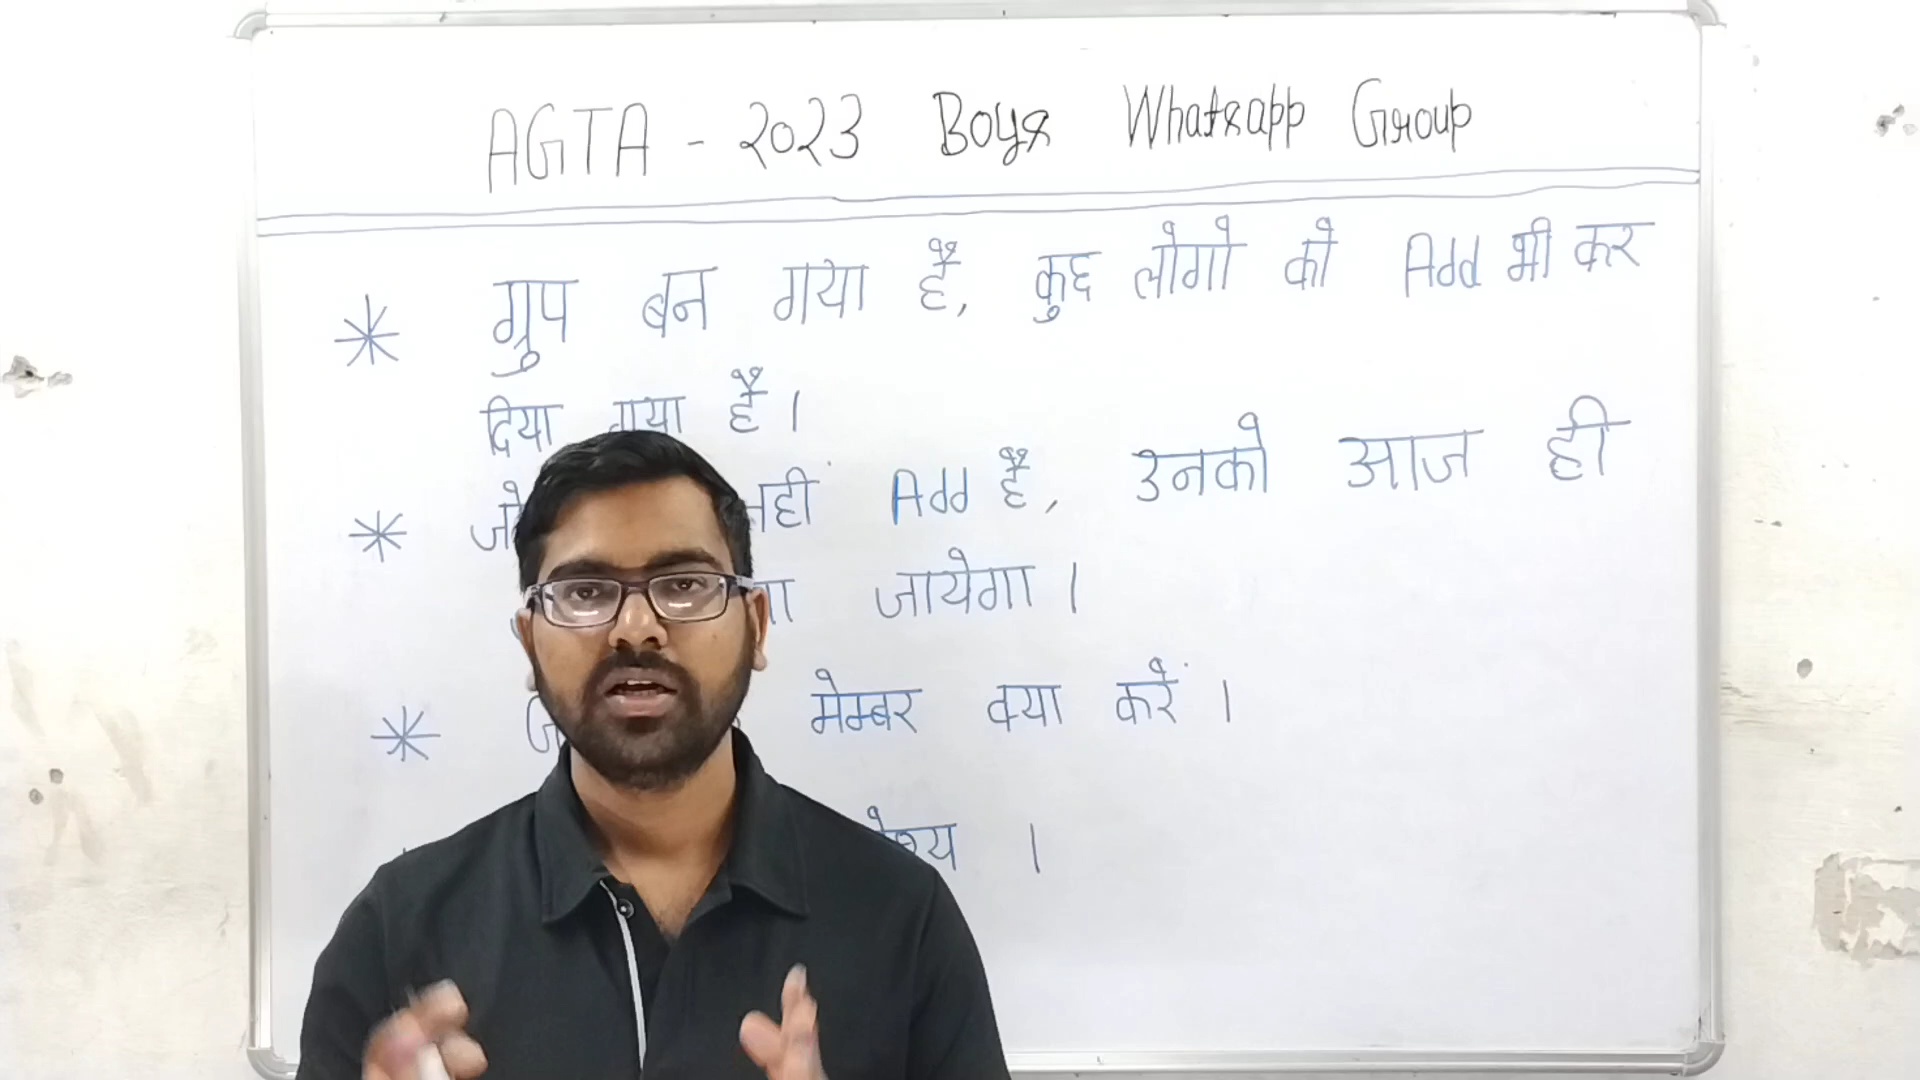 AGTA - 2023 Boys Whatsapp Group
* ग्रुप बन गया है, कुछ लोगो को Add भी कर
दिया गया है।
* जो नही Add है, उनको आज ही
जायेगा।
* मेम्बर क्या करें।